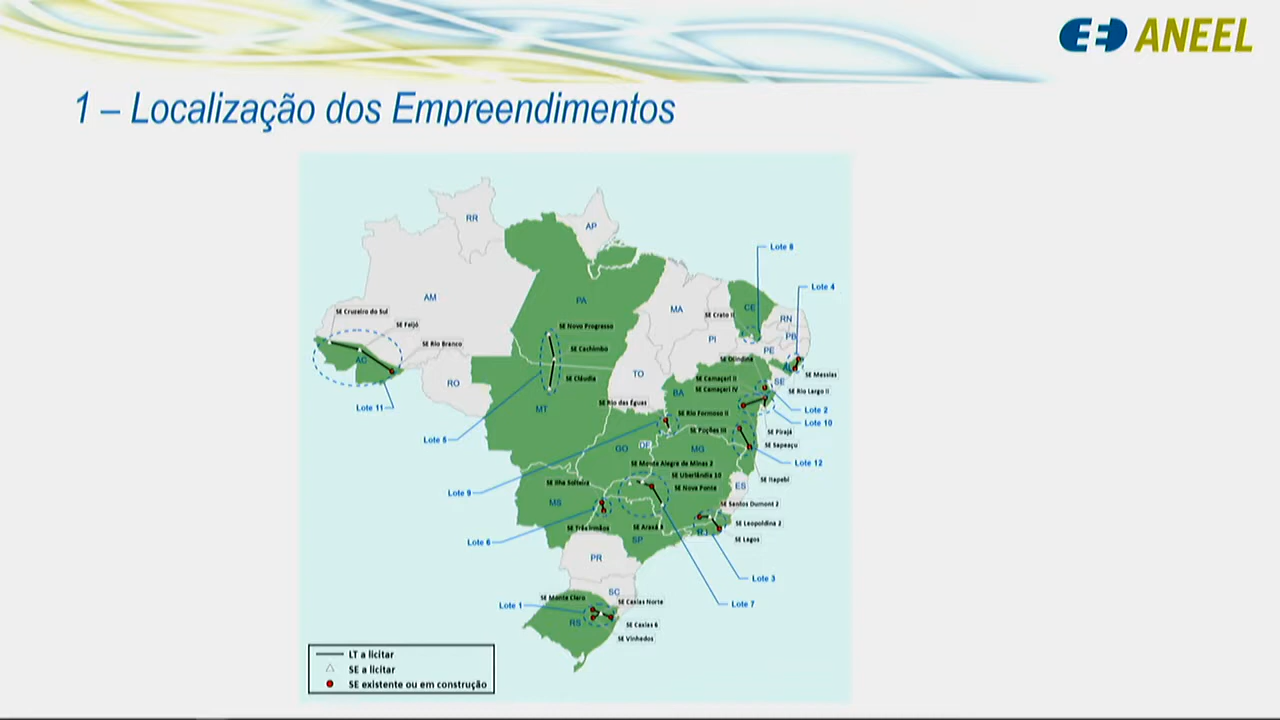 ANEEL
1 – Localização dos Empreendimentos
RR
AP
Lote 8
Lote 4
AM
PA
MA
CE
RN
PB
PI
PE
SE Crato II
SE Cruzeiro do Sul
SE Feijó
SE Rio Branco
SE Novo Progresso
SE Cachimbo
SE Cláudia
AC
RO
TO
AL
SE
SE Olindina
SE Messias
SE Camaçari II
SE Camaçari IV
SE Rio Largo II
BA
SE Rio das Éguas
Lote 11
MT
Lote 2
SE Rio Formoso II
Lote 10
SE Poções III
SE Pirajá
SE Sapeaçu
Lote 5
GO
DF
MG
SE Monte Alegre de Minas 2
Lote 12
SE Uberlândia 10
SE Itapebi
SE Ilha Solteira
SE Nova Ponte
ES
Lote 9
MS
SE Santos Dumont 2
SE Três Irmãos
SE Araxá 3
SE Leopoldina 2
RJ
SP
SE Lagos
Lote 6
PR
Lote 3
SC
SE Monte Claro
SE Caxias Norte
Lote 1
Lote 7
RS
SE Caxias 6
SE Vinhedos
LT a licitar
SE a licitar
SE existente ou em construção